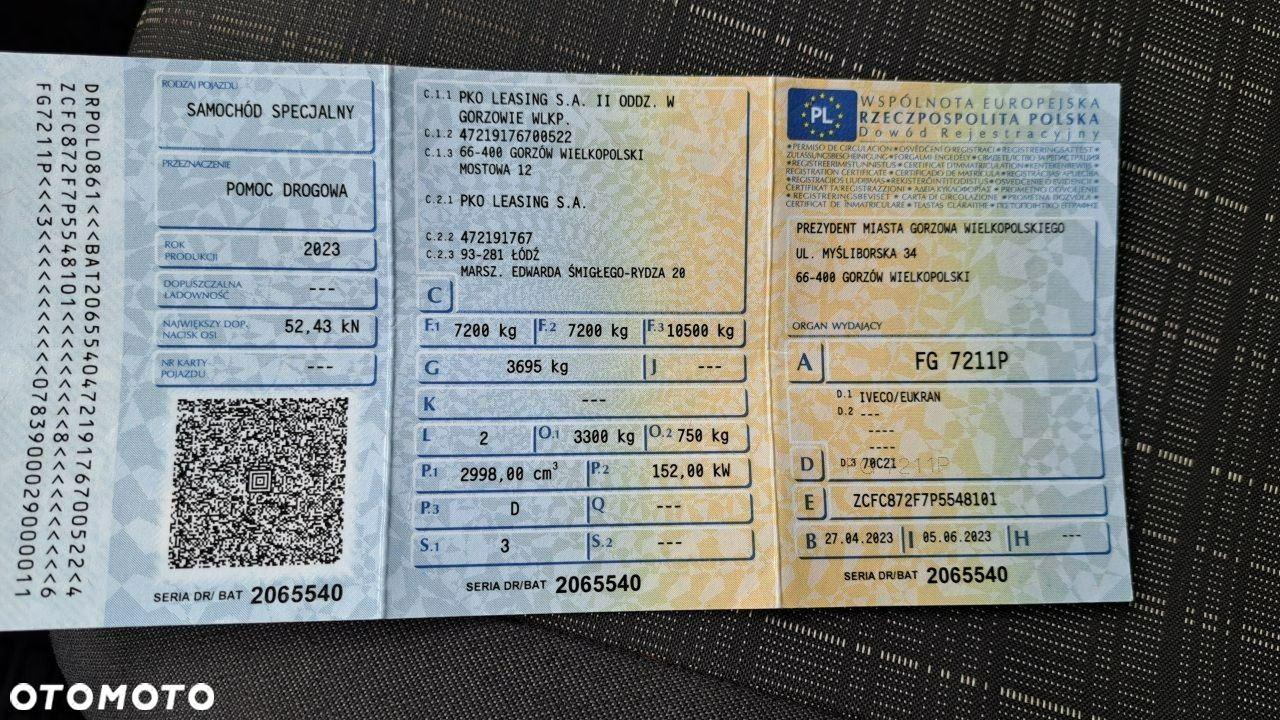 DRPOL0861<<BAT20655404721917670052 2<4
ZCFC872F7P5548101<<<<<<<8<<<<<<<<<<6
FG7211P<<3<<<<<<<<<<<07839000290000011
RODZAJ POJAZDU
SAMOCHÓD SPECJALNY
PRZEZNACZENIE
POMOC DROGOWA
ROK PRODUKCJI
2023
DOPUSZCZALNA ŁADOWNOŚĆ
---
NAJWIĘKSZY DOP. NACISK OSI
52,43 kN
NR KARTY POJAZDU
---
SERIA DR/ BAT 2065540
C.1.1 PKO LEASING S.A. II ODDZ. W
GORZOWIE WLKP.
C.1.2 47219176700522
C.1.3 66-400 GORZÓW WIELKOPOLSKI
MOSTOWA 12
C.2.1 PKO LEASING S.A.
C.2.2 472191767
C.2.3 93-281 ŁÓDŹ
MARSZ. EDWARDA ŚMIGŁEGO-RYDZA 20
C
F.1 7200 kg F.2 7200 kg F.3 10500 kg
G 3695 kg J ---
K ---
L 2 O.1 3300 kg O.2 750 kg
P.1 2998,00 cm³ P.2 152,00 kW
P.3 D Q ---
S.1 3 S.2 ---
SERIA DR/BAT 2065540
PL
WSPÓLNOTA EUROPEJSKA
RZECZPOSPOLITA POLSKA
Dowód Rejestracyjny
PREZYDENT MIASTA GORZOWA WIELKOPOLSKIEGO
UL. MYŚLIBORSKA 34
66-400 GORZÓW WIELKOPOLSKI
ORGAN WYDAJĄCY
A FG 7211P
D.1 IVECO/EUKRAN
D.2 ---
----
----
D D.3 70C21
E ZCFC872F7P5548101
B 27.04.2023 I 05.06.2023 H ---
SERIA DR/BAT 2065540
OTOMOTO